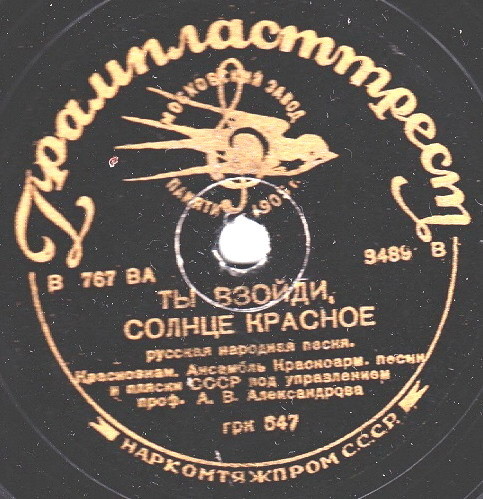 Грампласттрест
МОСКОВСКИЙ ЗАВОД
ПАМЯТИ 1905 г.
В 767 ВА
9489 В
ТЫ ВЗОЙДИ,
СОЛНЦЕ КРАСНОЕ
русская народная песня.
Краснознам. Ансамбль Красноарм. песни
и пляски СССР под управлением
проф. А. В. Александрова
грк 547
НАРКОМТЯЖПРОМ С.С.С.Р.